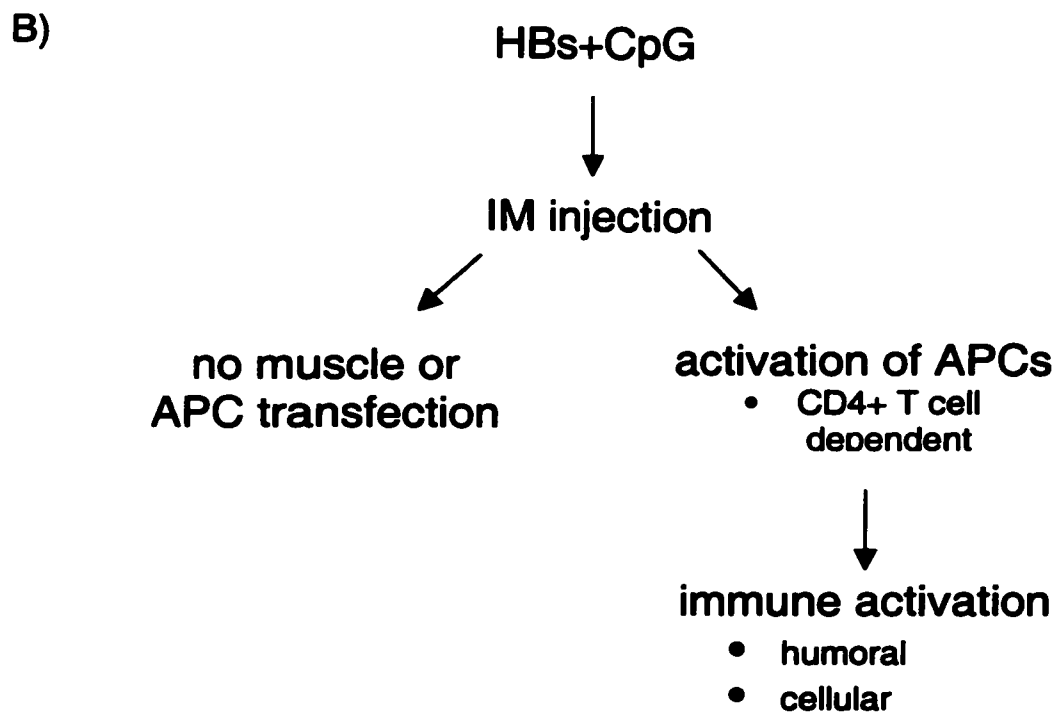 B)
HBs+CpG
IM injection
no muscle or
APC transfection
activation of APCs
• CD4+ T cell
dependent
immune activation
• humoral
• cellular